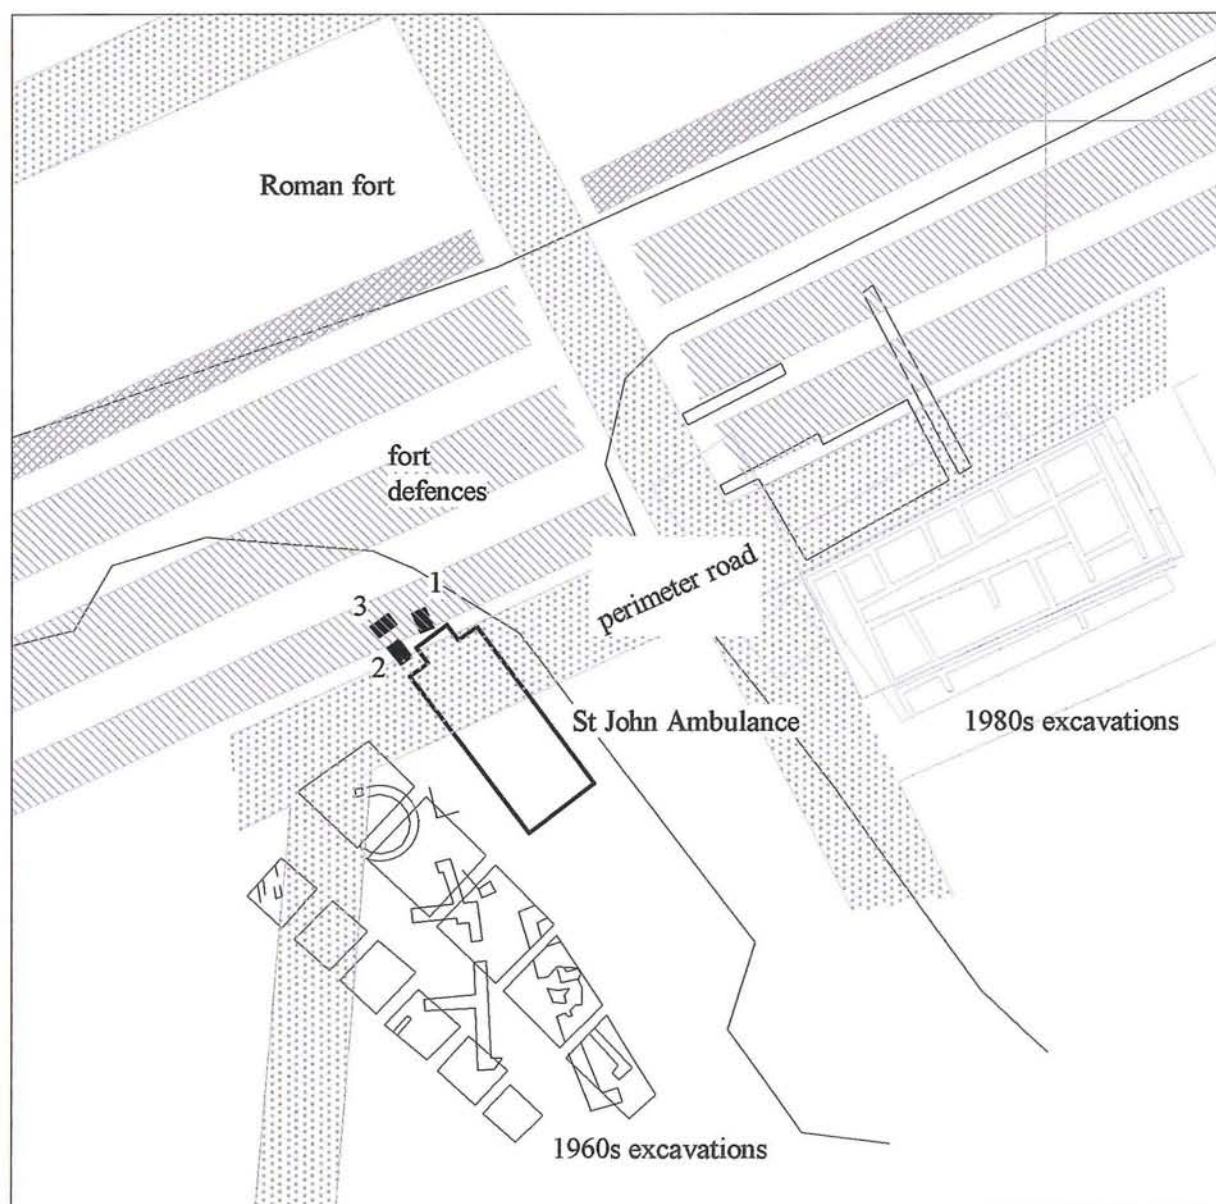 Roman fort
fort
defences
perimeter road
1
3
2
St John Ambulance
1980s excavations
1960s excavations